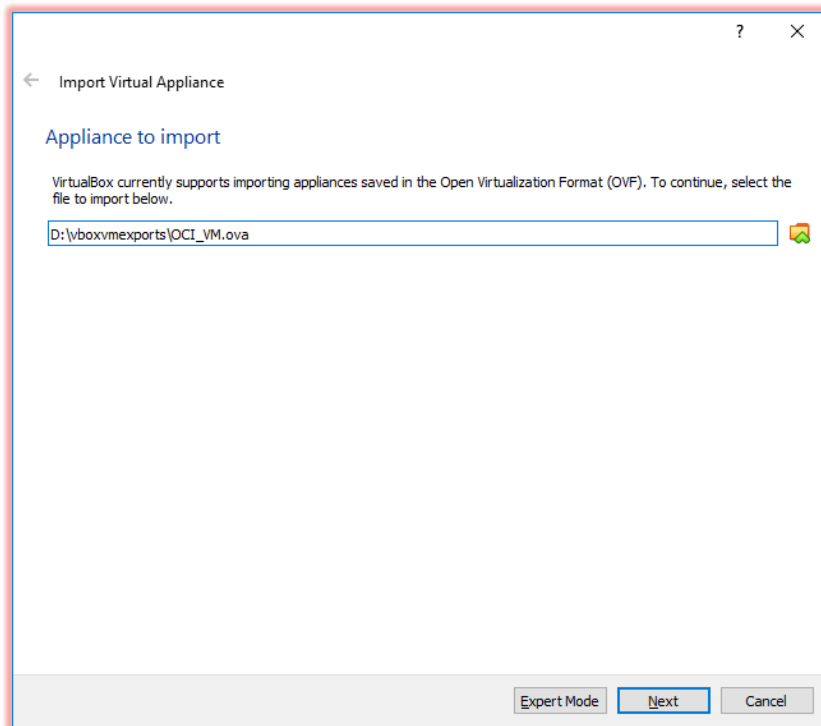 ?
Import Virtual Appliance
Appliance to import
VirtualBox currently supports importing appliances saved in the Open Virtualization Format (OVF). To continue, select the
file to import below.
D:\vboxvmexports\OCI_VM.ova
Expert Mode Next Cancel